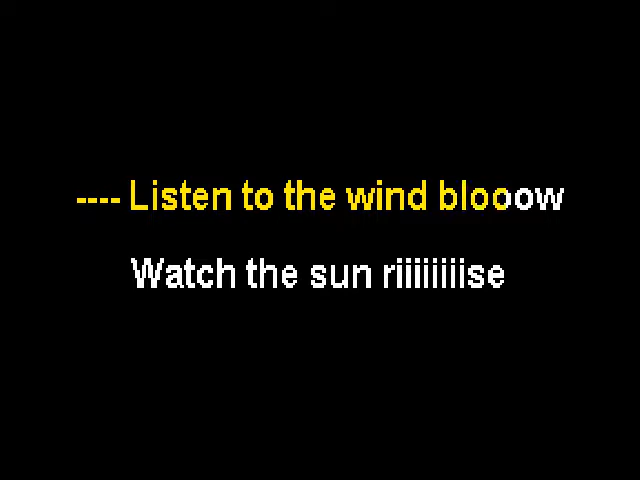 ---- Listen to the wind blooow
Watch the sun riiiiiiiise